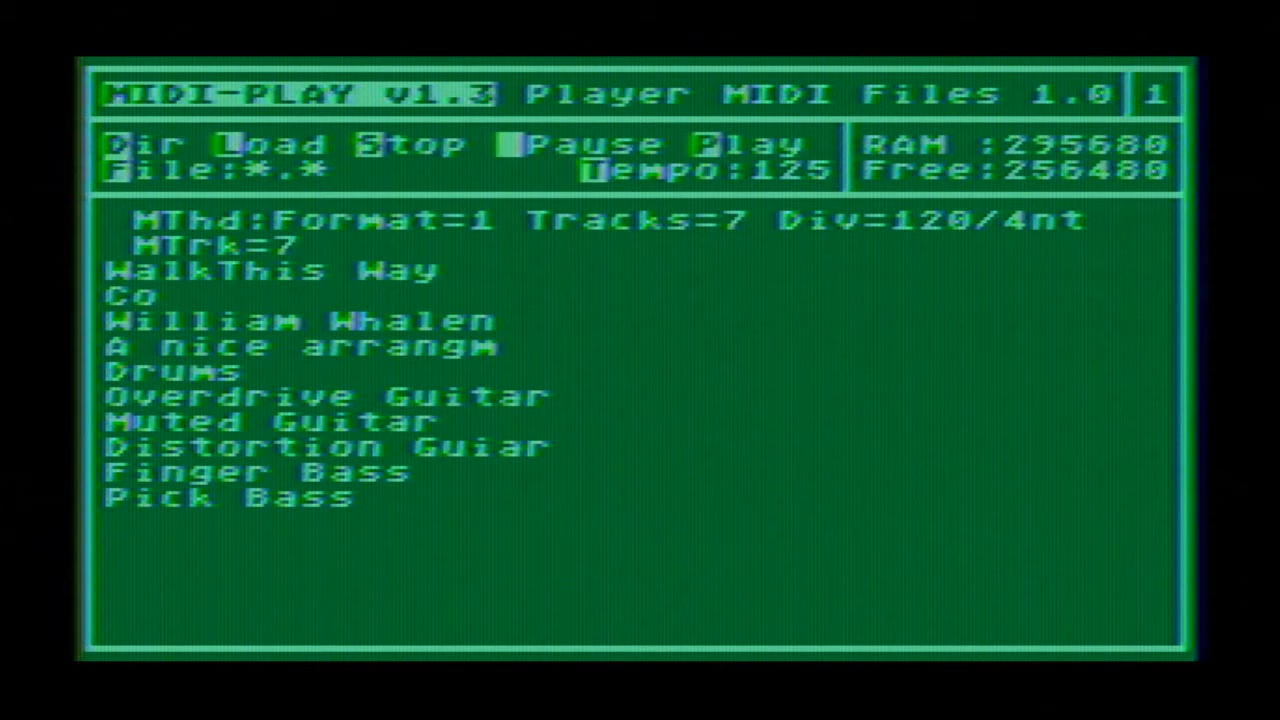 MIDI-PLAY v1.3 Player MIDI Files 1.0 1
Dir Load Stop Pause Play RAM :295680
File:*.* Tempo:125 Free:256480
MThd:Format=1 Tracks=7 Div=120/4nt
MTrk=7
WalkThis Way
Co
William Whalen
A nice arrangm
Drums
Overdrive Guitar
Muted Guitar
Distortion Guiar
Finger Bass
Pick Bass